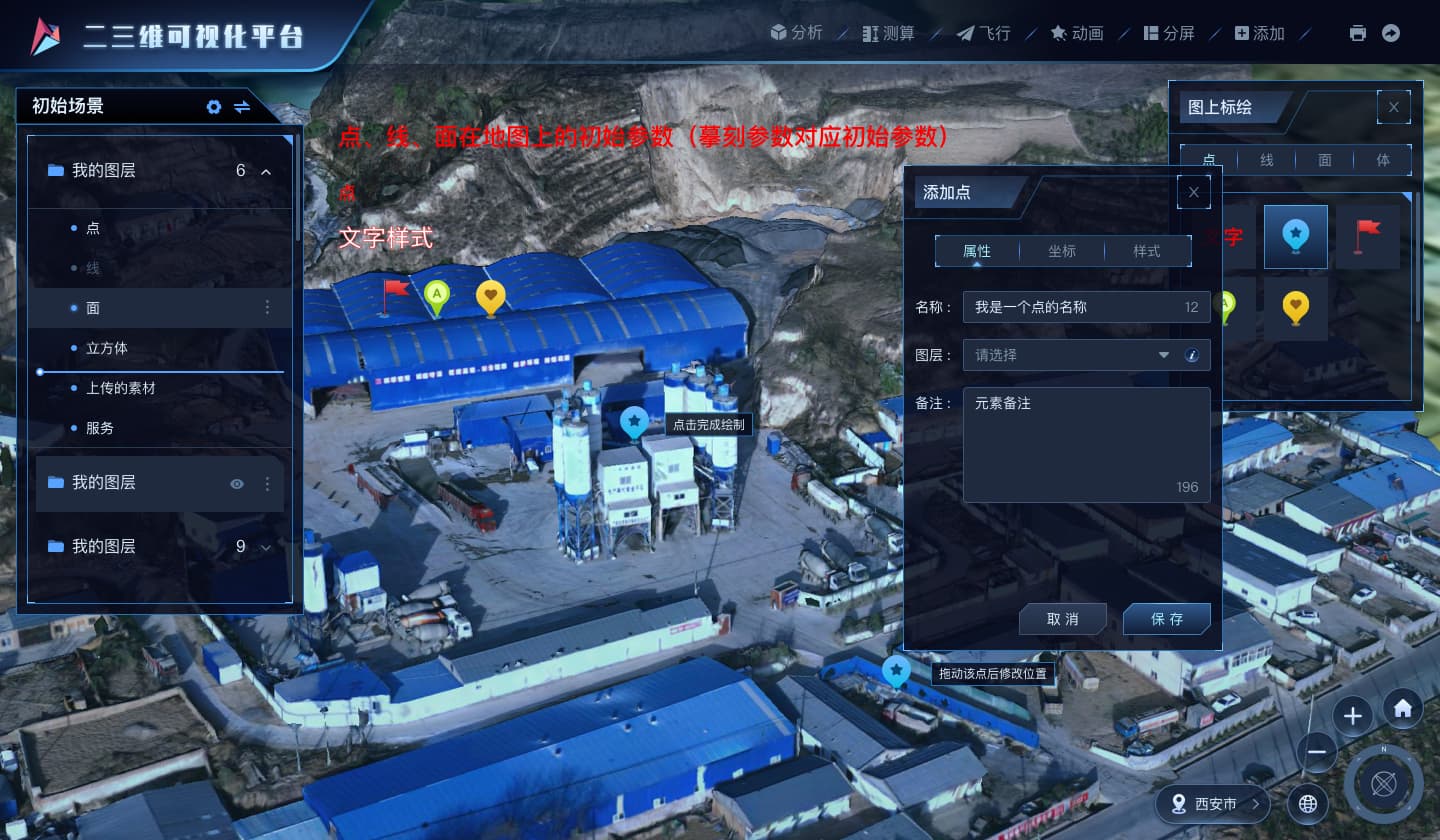 二三维可视化平台
分析
测算
飞行
动画
分屏
添加
初始场景
我的图层 6
点
线
面
立方体
上传的素材
服务
我的图层
我的图层 9
点、线、面在地图上的初始参数（摹刻参数对应初始参数）
点
文字样式
A
点击完成绘制
拖动该点后修改位置
图上标绘
点 线 面 体
字
A
添加点
属性 坐标 样式
名称： 我是一个点的名称 12
图层： 请选择
备注： 元素备注
196
取消 保存
西安市
N